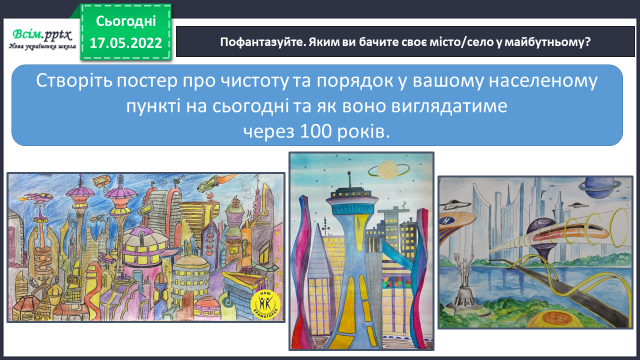 Всім.pptx
Нова українська школа
Сьогодні
17.05.2022
Пофантазуйте. Яким ви бачите своє місто/село у майбутньому?
Створіть постер про чистоту та порядок у вашому населеному
пункті на сьогодні та як воно виглядатиме
через 100 років.